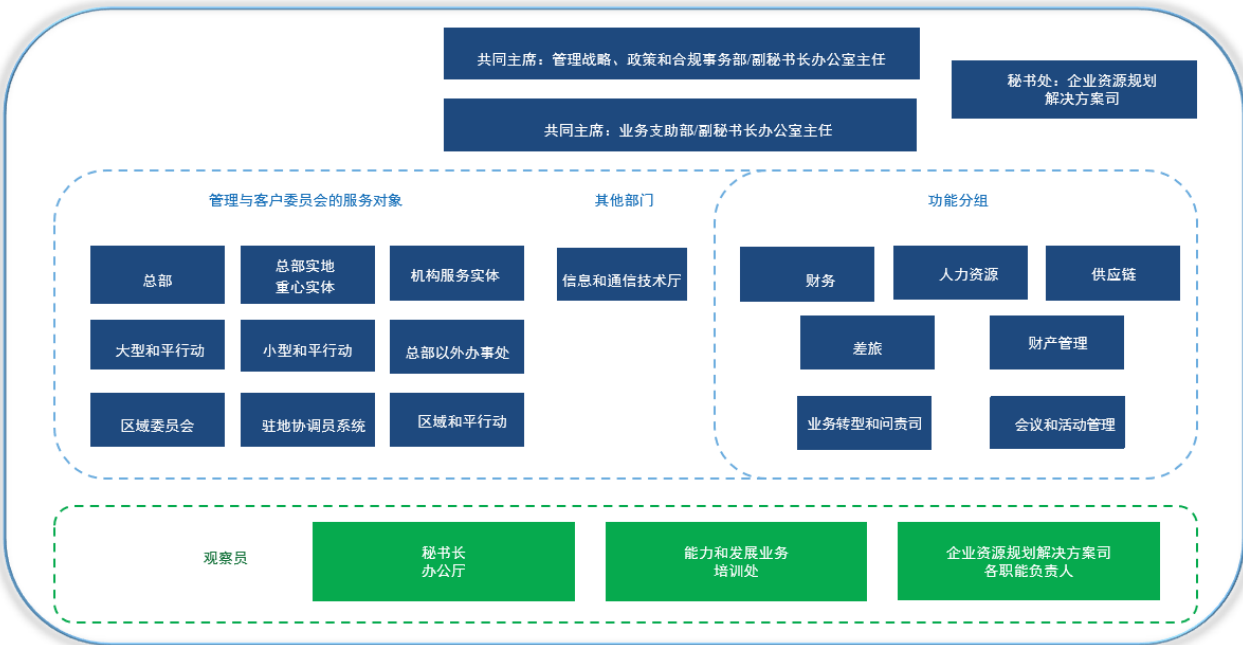 共同主席：管理战略、政策和合规事务部/副秘书长办公室主任
秘书处：企业资源规划
解决方案司
共同主席：业务支助部/副秘书长办公室主任
管理与客户委员会的服务对象
其他部门
功能分组
总部
总部实地
重心实体
机构服务实体
信息和通信技术厅
财务
人力资源
供应链
大型和平行动
小型和平行动
总部以外办事处
差旅
财产管理
区域委员会
驻地协调员系统
区域和平行动
业务转型和问责司
会议和活动管理
观察员
秘书长
办公厅
能力和发展业务
培训处
企业资源规划解决方案司
各职能负责人